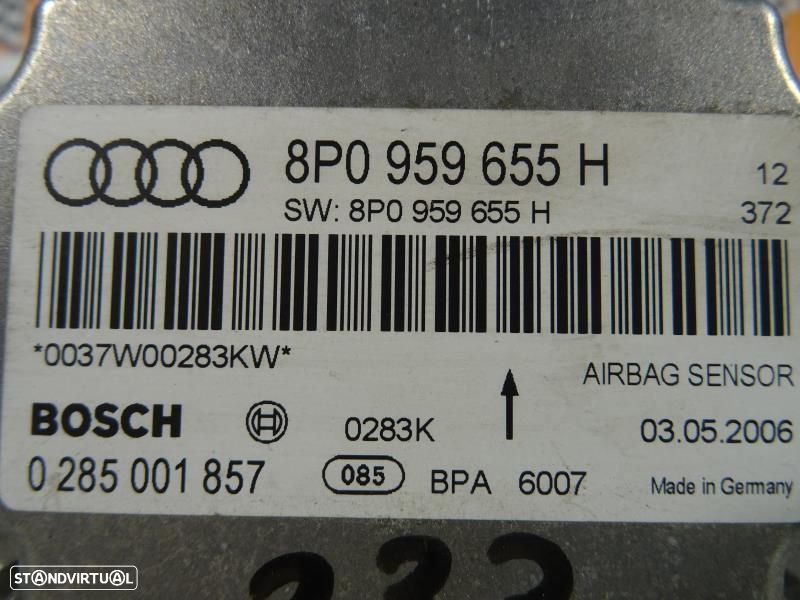 8P0 959 655 H 12
SW: 8P0 959 655 H 372
*0037W00283KW*
AIRBAG SENSOR
BOSCH 0283K 03.05.2006
0 285 001 857 085 BPA 6007 Made in Germany
STANDVIRTUAL